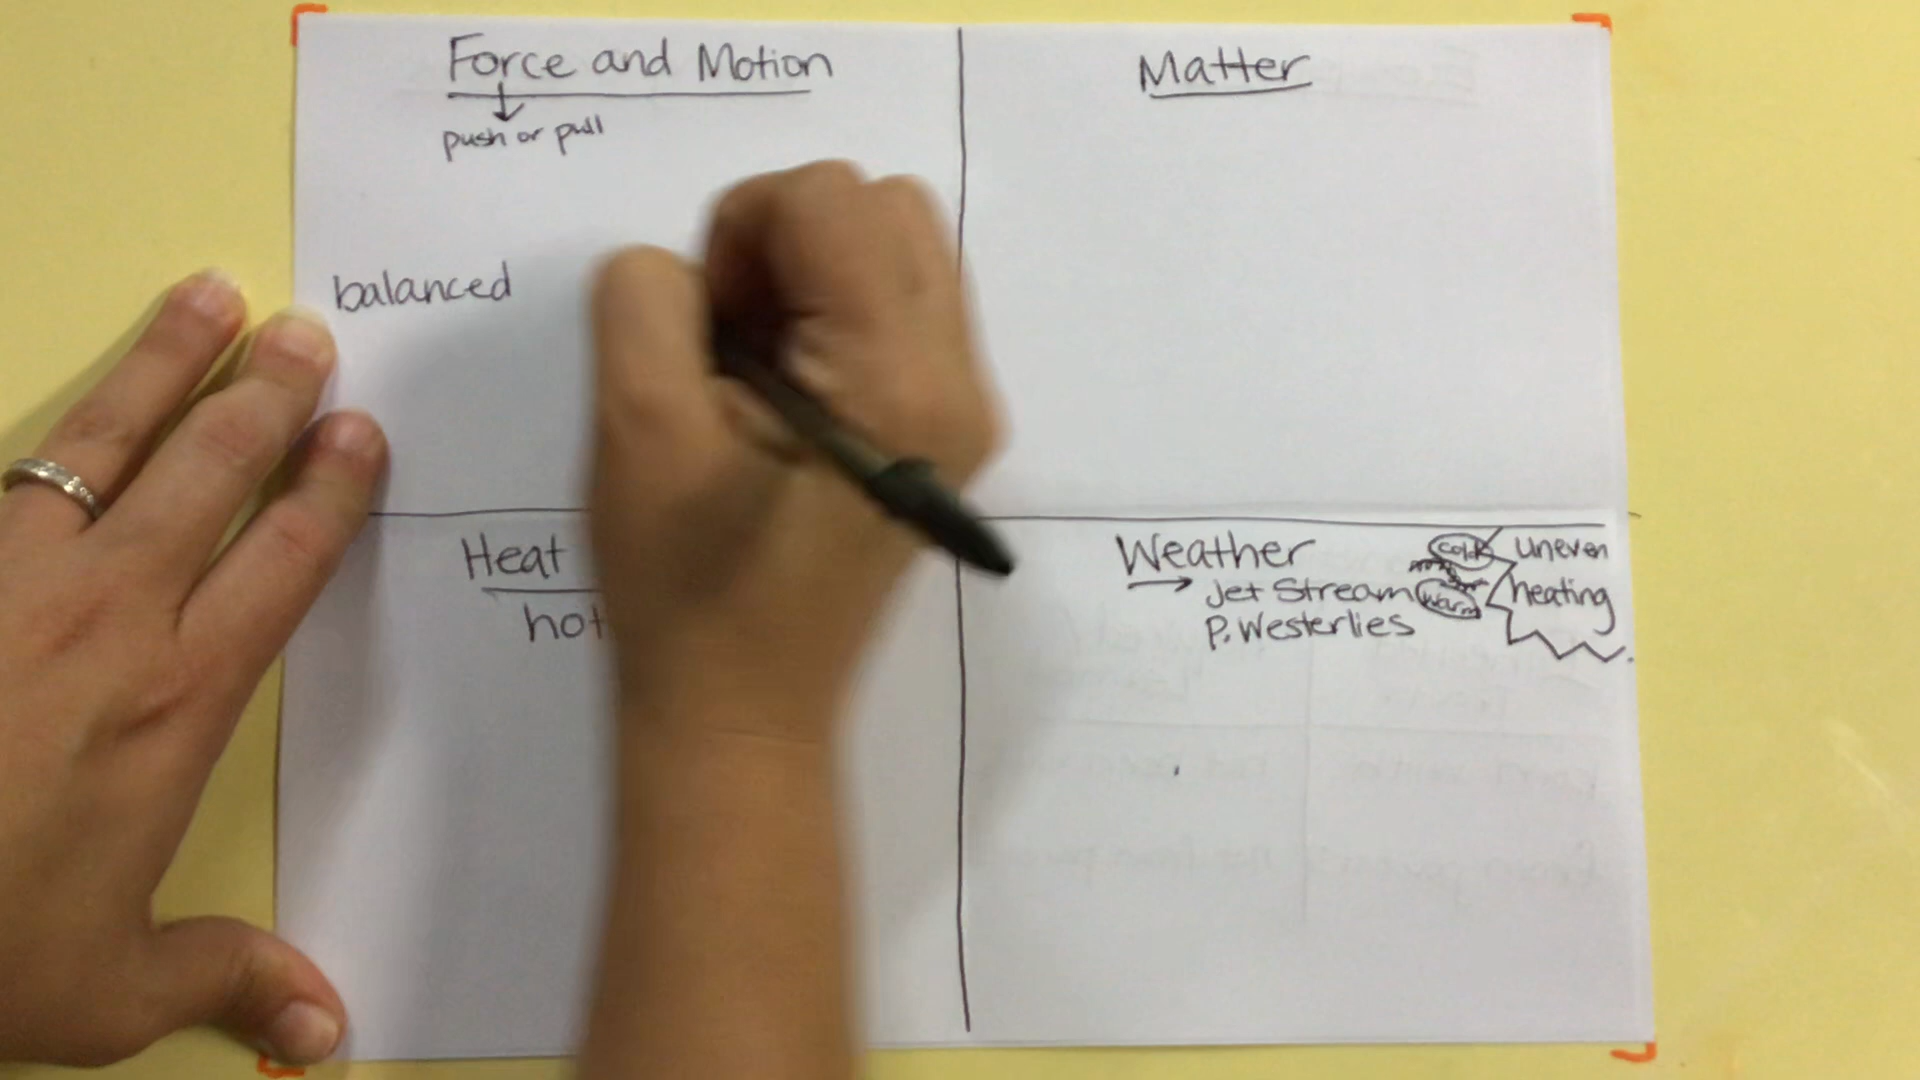 Force and Motion
push or pull
balanced
Matter
Heat
hot
Weather
Jet Stream
P. Westerlies
cold
warm
uneven
heating